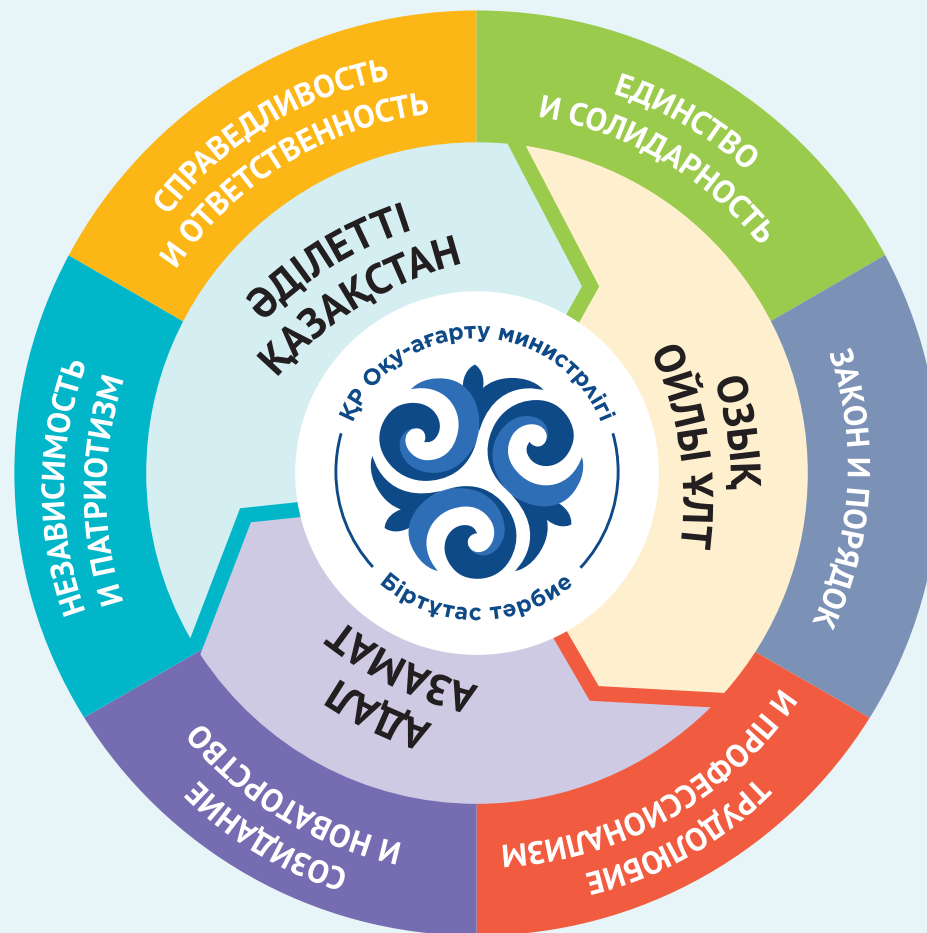 СПРАВЕДЛИВОСТЬ
И ОТВЕТСТВЕННОСТЬ
ЕДИНСТВО
И СОЛИДАРНОСТЬ
ЗАКОН И ПОРЯДОК
ТРУДОЛЮБИЕ
И ПРОФЕССИОНАЛИЗМ
СОЗИДАНИЕ
И НОВАТОРСТВО
НЕЗАВИСИМОСТЬ
И ПАТРИОТИЗМ
ӘДІЛЕТТІ
ҚАЗАҚСТАН
ОЗЫҚ
ОЙЛЫ ҰЛТ
АДАЛ
АЗАМАТ
ҚР Оқу-ағарту министрлігі
Біртұтас тәрбие